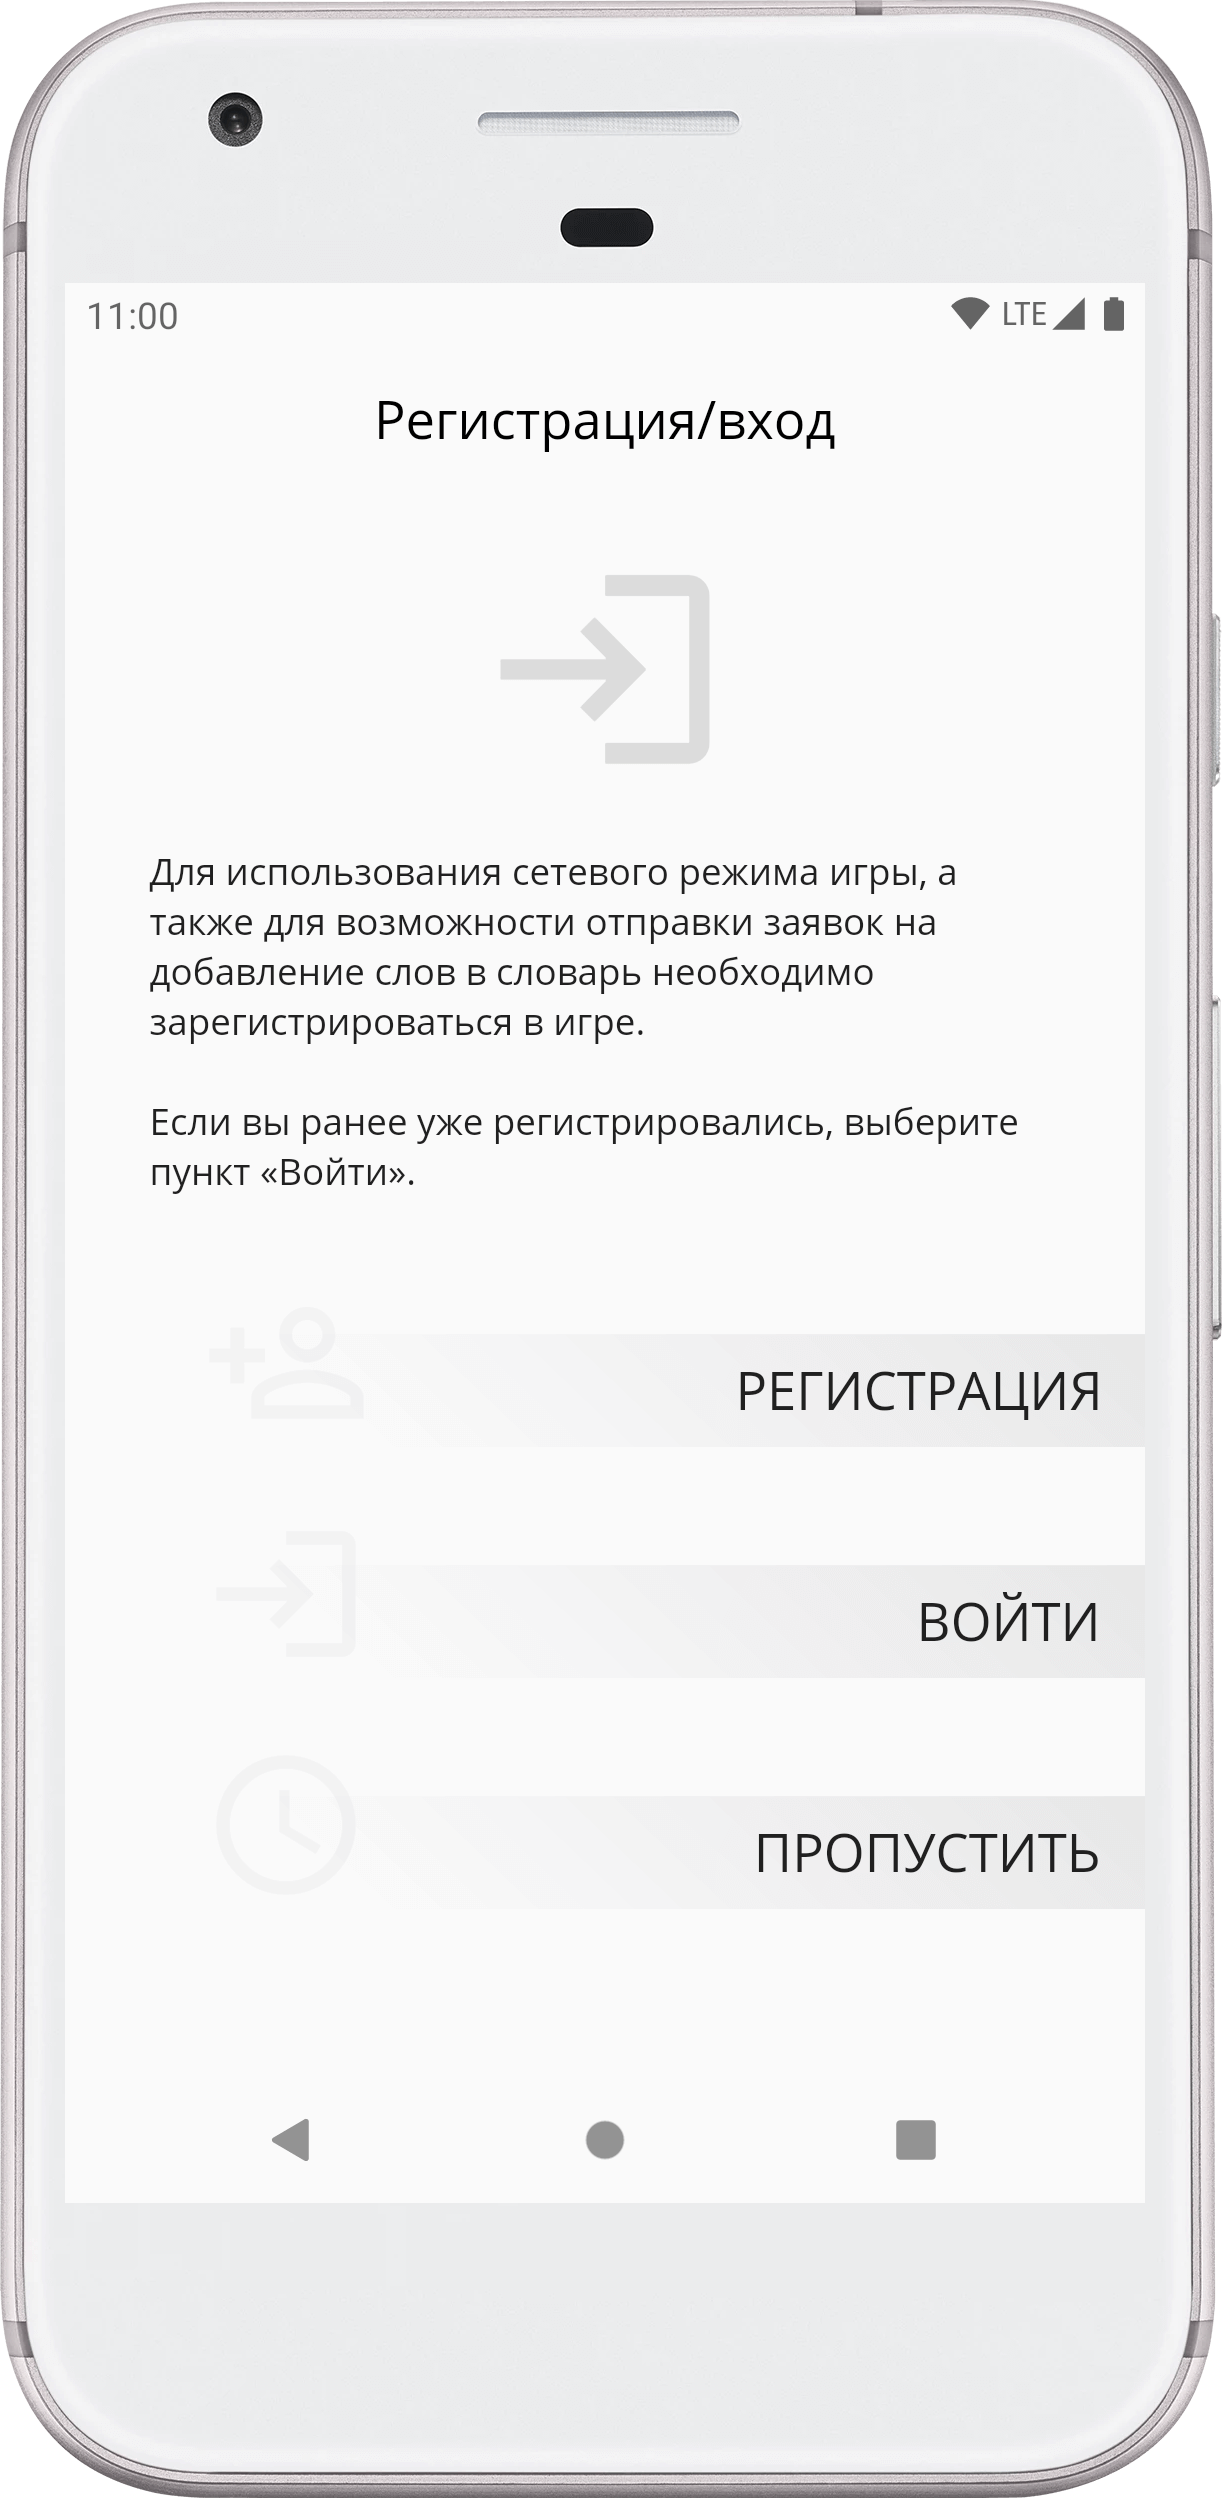 11:00 LTE
Регистрация/вход
Для использования сетевого режима игры, а
также для возможности отправки заявок на
добавление слов в словарь необходимо
зарегистрироваться в игре.
Если вы ранее уже регистрировались, выберите
пункт «Войти».
РЕГИСТРАЦИЯ
ВОЙТИ
ПРОПУСТИТЬ